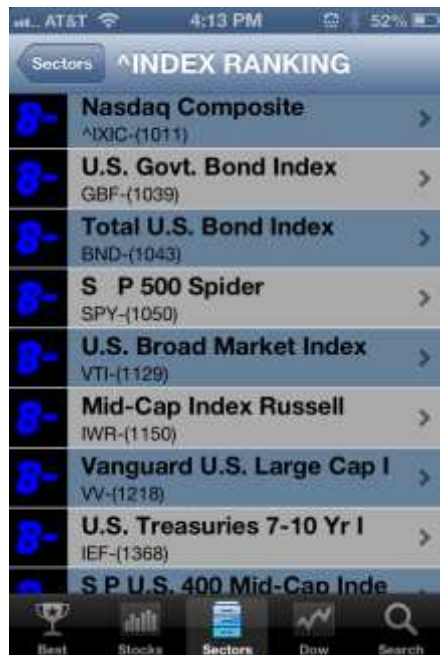 AT&T 4:13 PM 52%
Sectors ^INDEX RANKING
8- Nasdaq Composite
^IXIC-(1011)
8- U.S. Govt. Bond Index
GBF-(1039)
8- Total U.S. Bond Index
BND-(1043)
8- S P 500 Spider
SPY-(1050)
8- U.S. Broad Market Index
VTI-(1129)
8- Mid-Cap Index Russell
IWR-(1150)
8- Vanguard U.S. Large Cap I
VV-(1218)
8- U.S. Treasuries 7-10 Yr I
IEF-(1368)
8- S P U.S. 400 Mid-Cap Inde
Best Stocks Sectors Dow Search